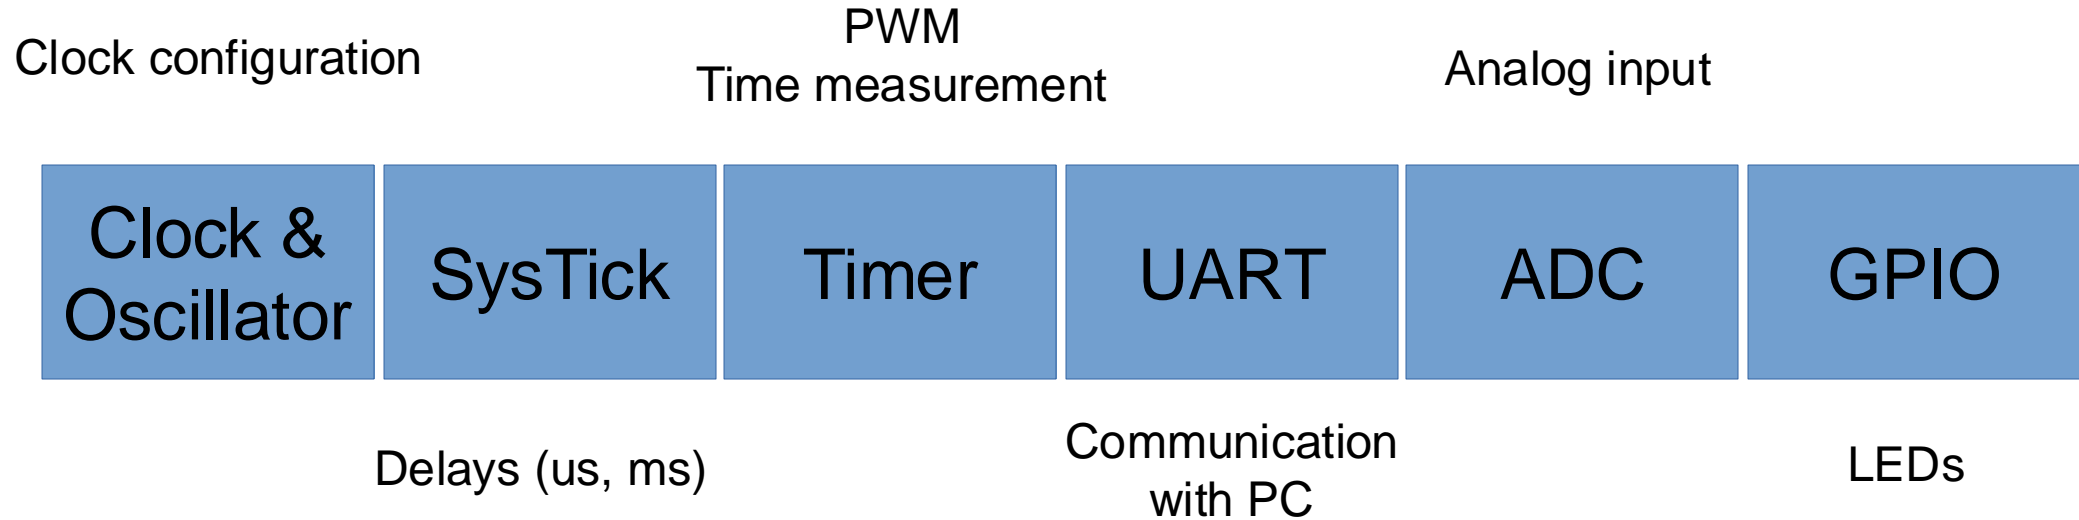 Clock configuration
PWM
Time measurement
Analog input
Clock &
Oscillator
SysTick
Timer
UART
ADC
GPIO
Delays (us, ms)
Communication
with PC
LEDs